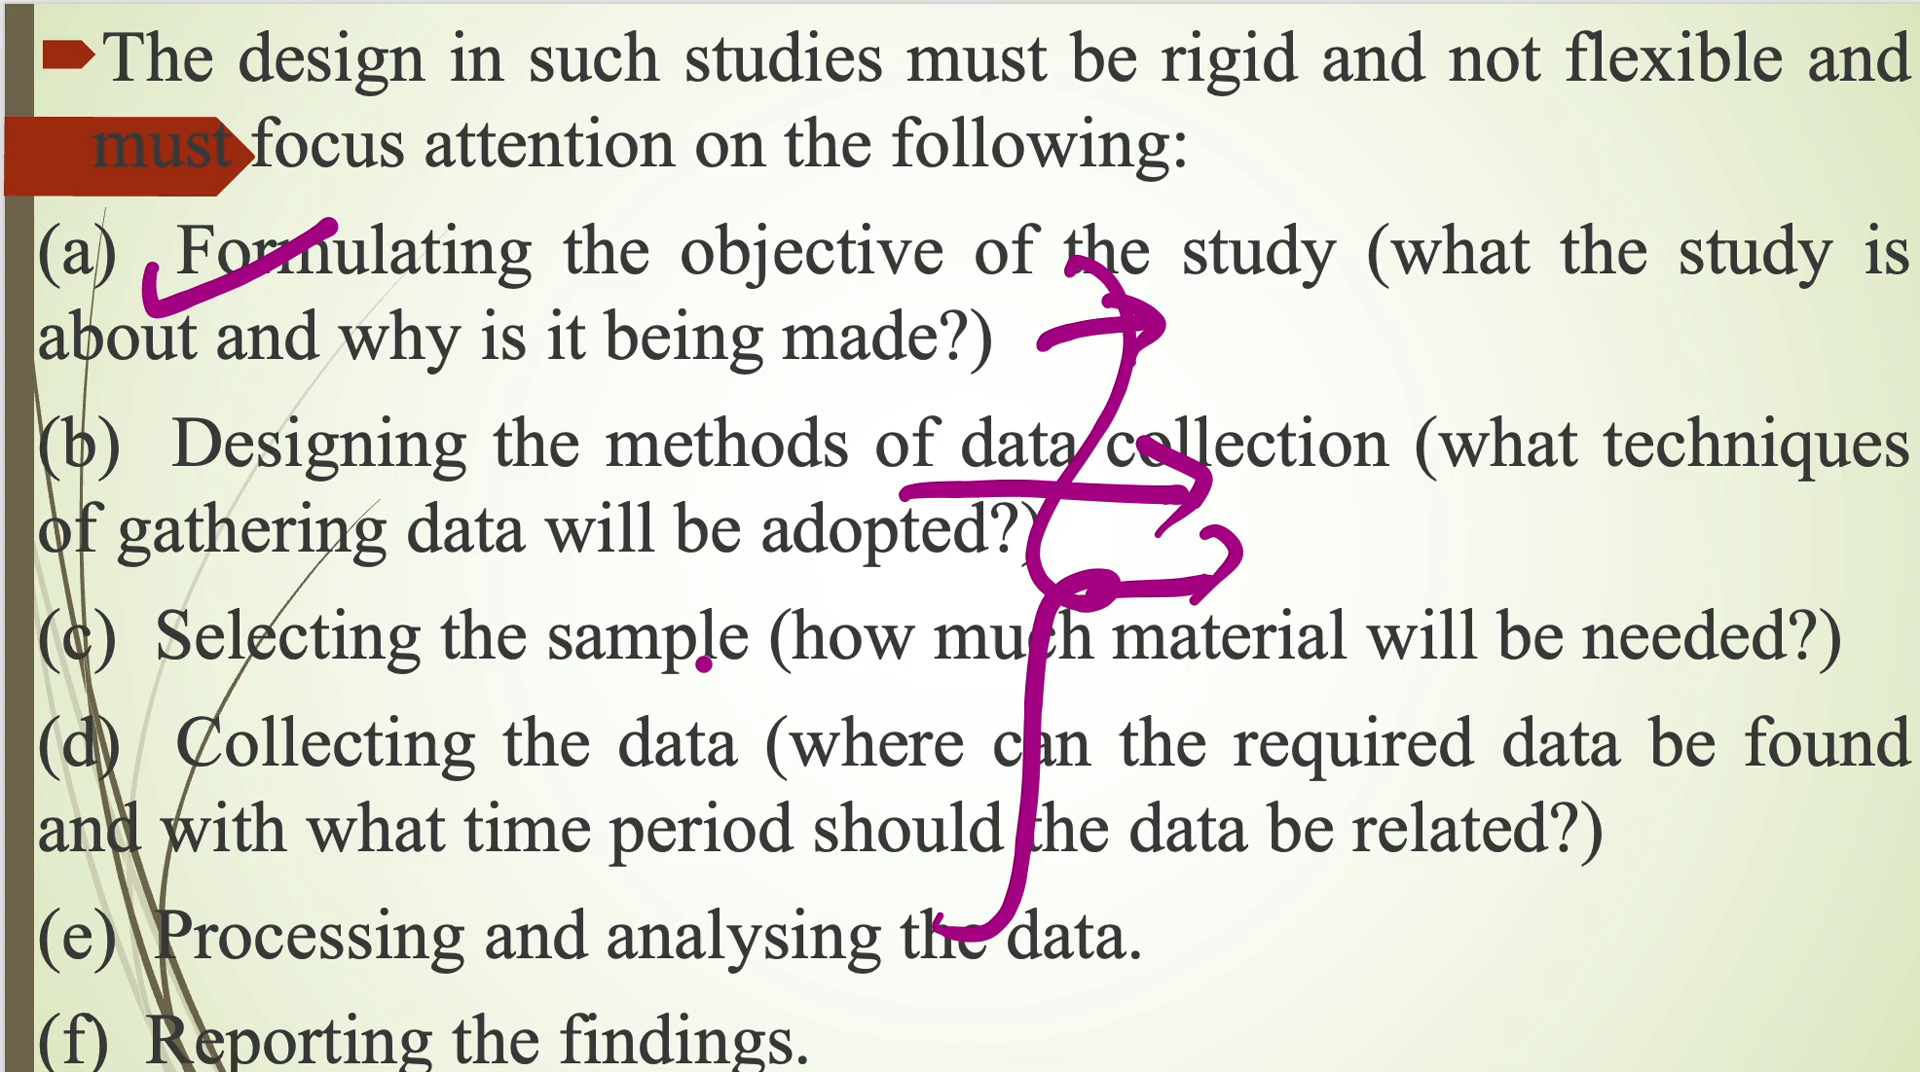 The design in such studies must be rigid and not flexible and
must focus attention on the following:
(a) Formulating the objective of the study (what the study is
about and why is it being made?)
(b) Designing the methods of data collection (what techniques
of gathering data will be adopted?)
(c) Selecting the sample (how much material will be needed?)
(d) Collecting the data (where can the required data be found
and with what time period should the data be related?)
(e) Processing and analysing the data.
(f) Reporting the findings.